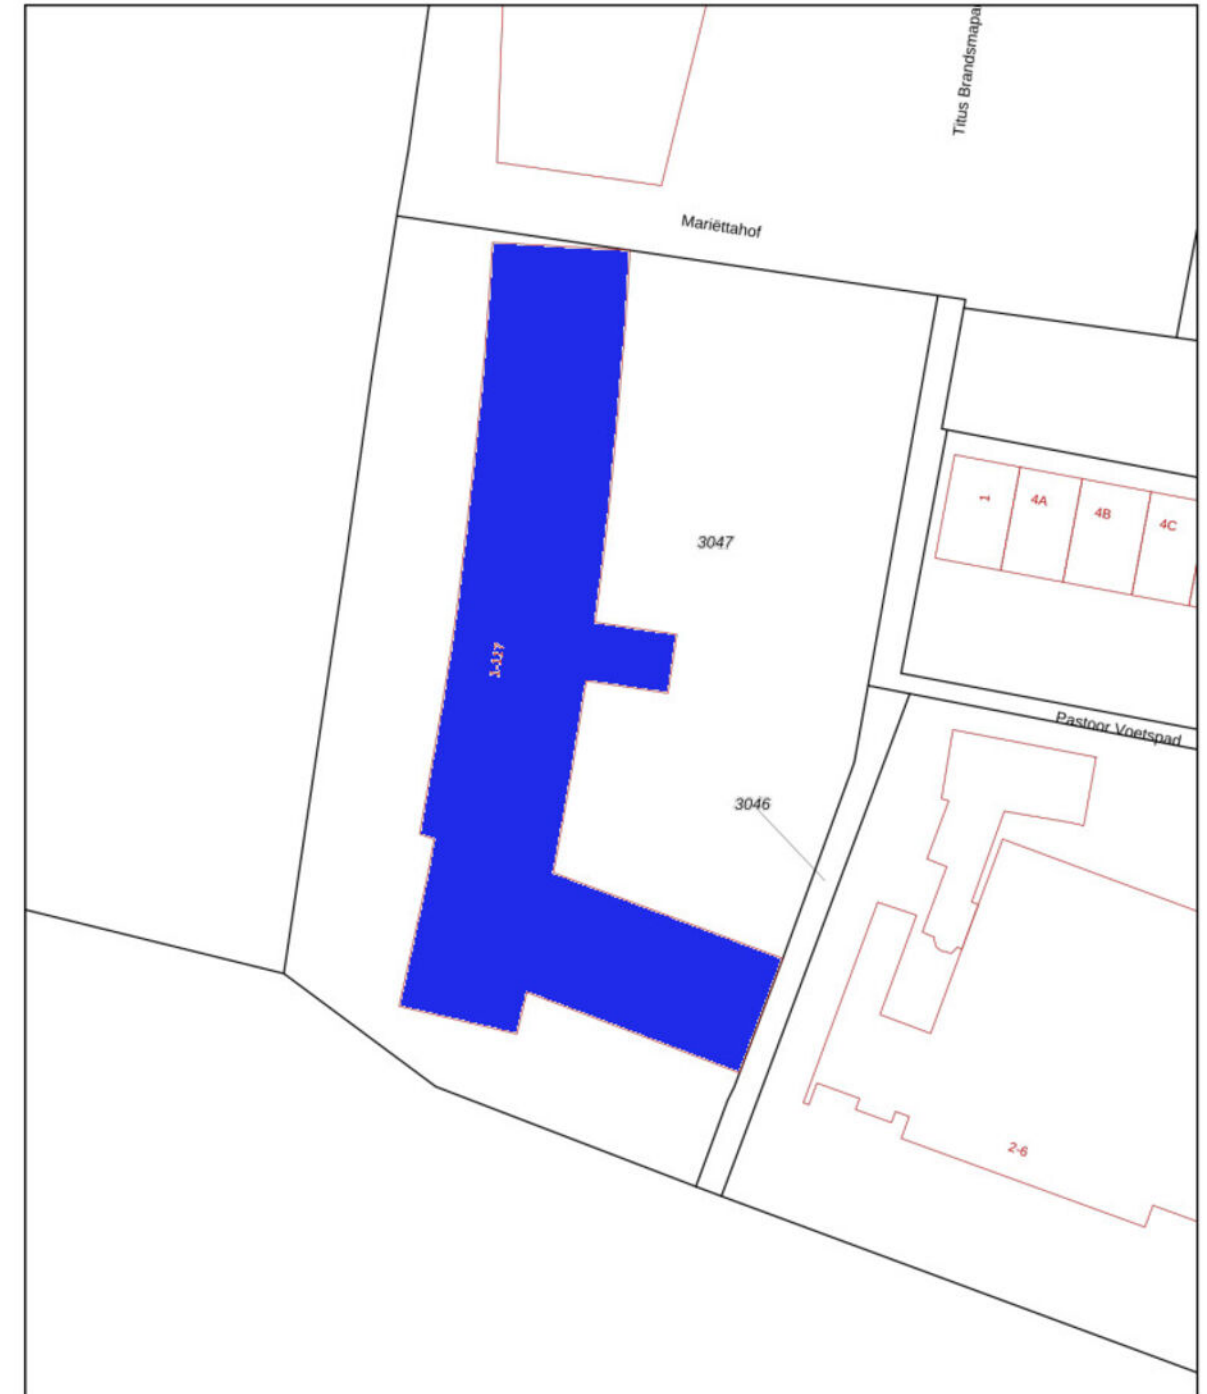 Titus Brandsmapa
Mariëttahof
1
4A
4B
4C
3047
Pastoor Voetspad
3046
2-6